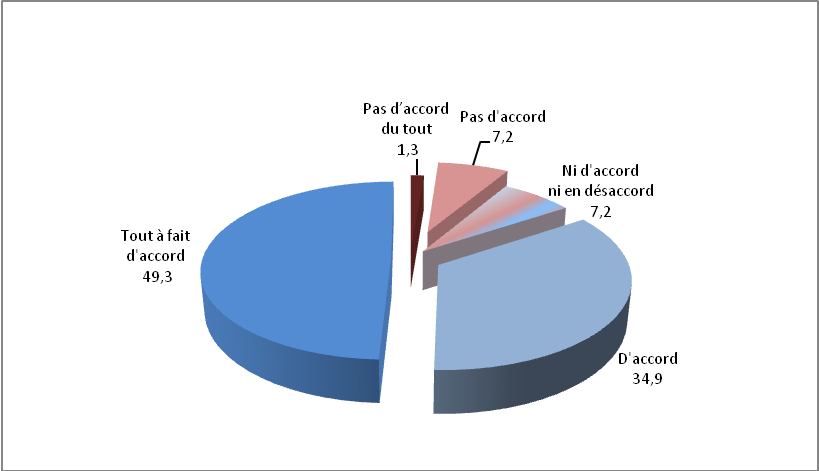 Pas d’accord
du tout
1,3
Pas d'accord
7,2
Ni d'accord
ni en désaccord
7,2
Tout à fait
d'accord
49,3
D'accord
34,9